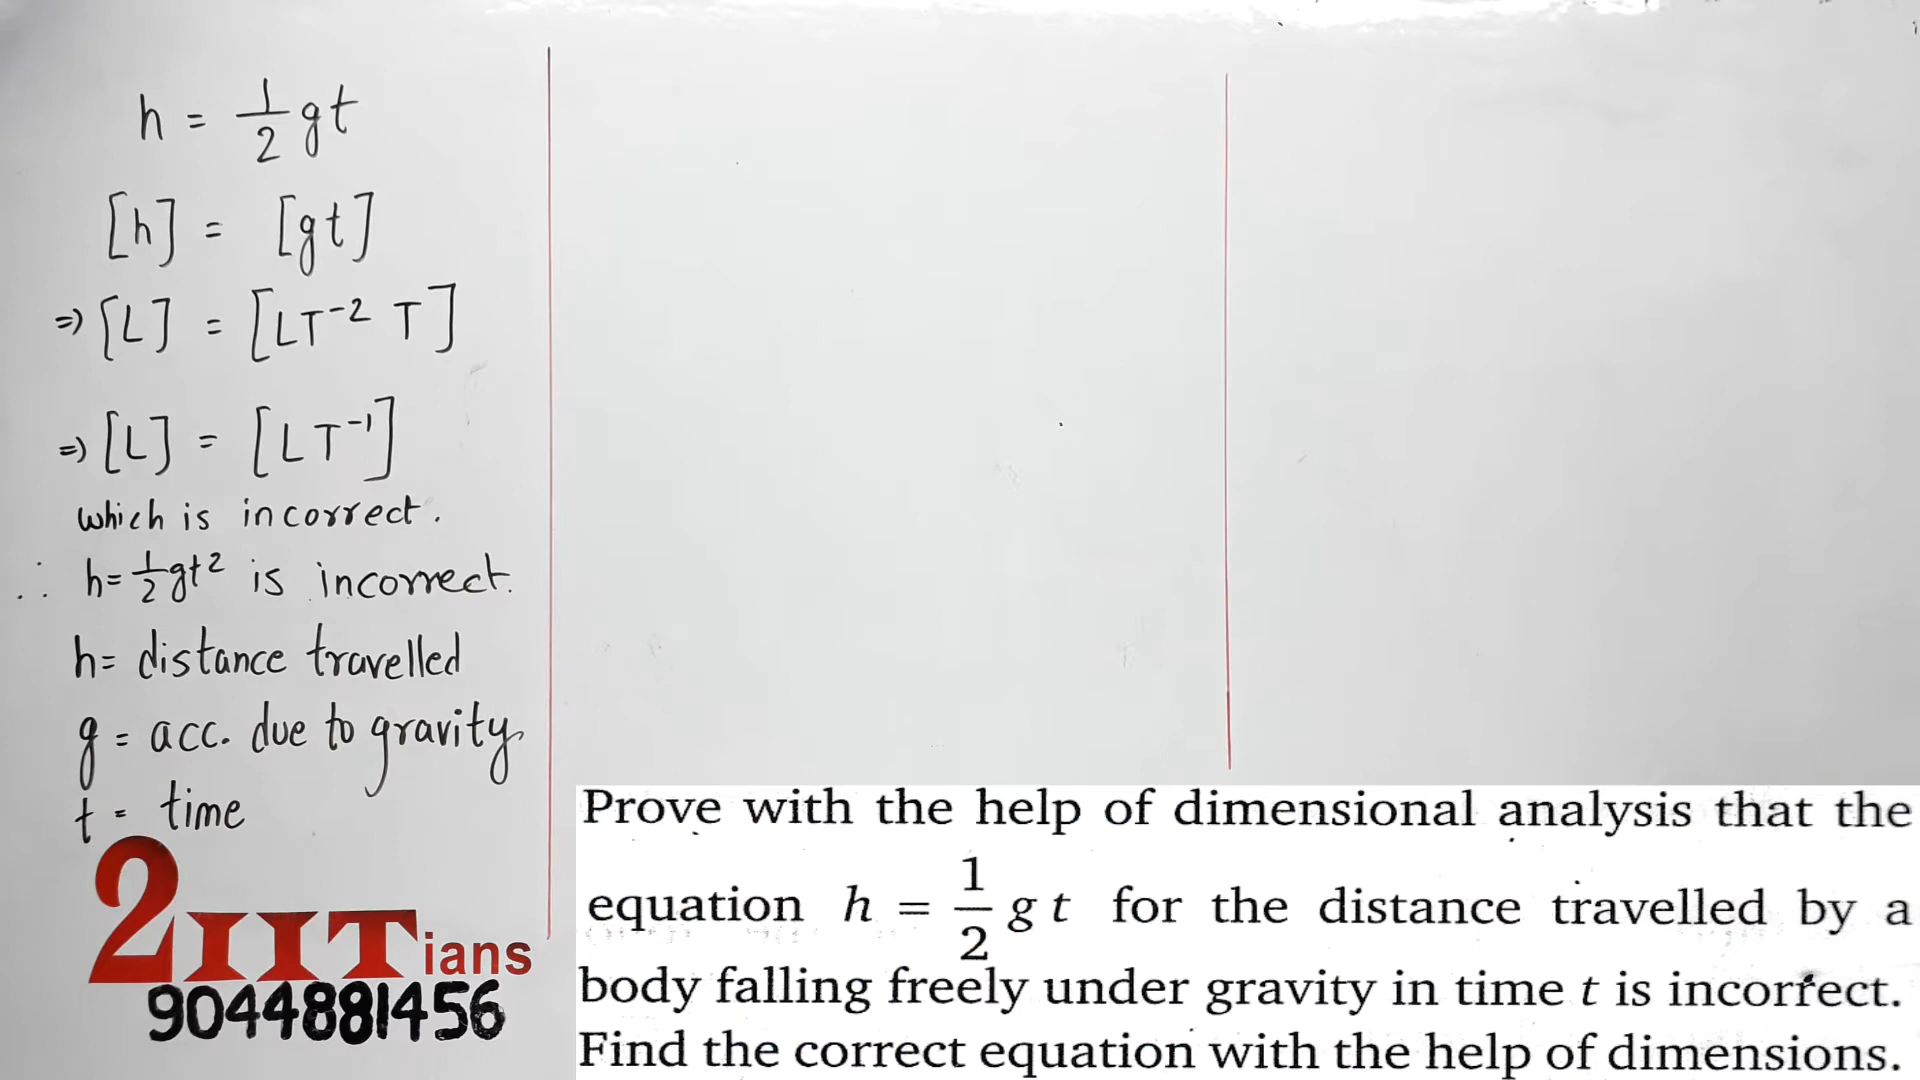 h = 1/2 gt
[h] = [gt]
⇒ [L] = [LT⁻² T]
⇒ [L] = [LT⁻¹]
which is incorrect.
∴ h = 1/2 gt² is incorrect.
h = distance travelled
g = acc. due to gravity
t = time
2IITians
9044881456
Prove with the help of dimensional analysis that the
equation h = 1/2 g t for the distance travelled by a
body falling freely under gravity in time t is incorrect.
Find the correct equation with the help of dimensions.